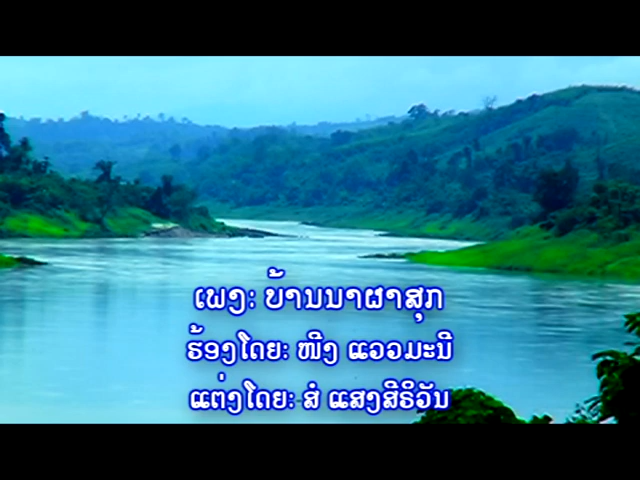 ເພງ: ບ້ານນາຜາສຸກ
ຮ້ອງໂດຍ: ໜິງ ແວວມະນີ
ແຕ່ງໂດຍ: ສໍ ແສງສີຣິວັນ